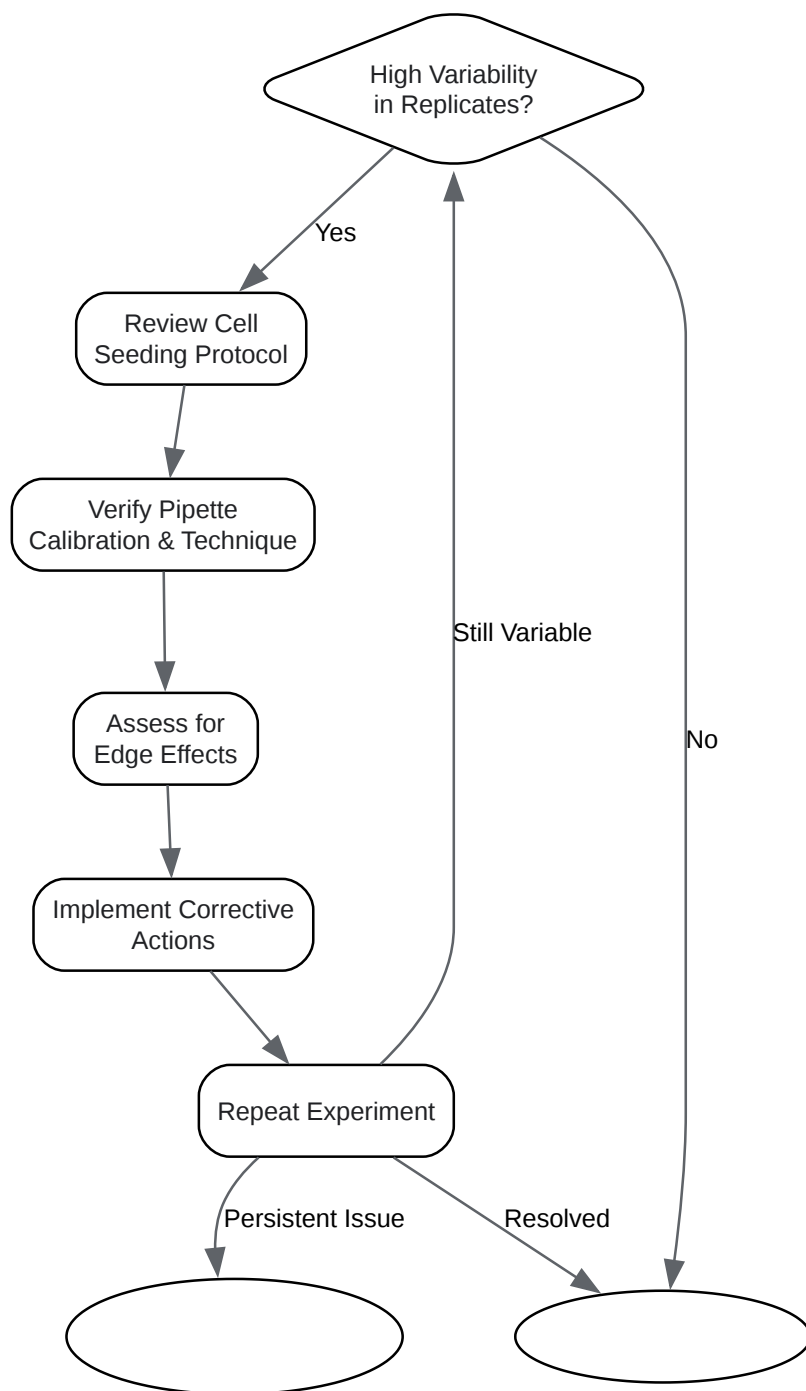 High Variability
in Replicates?
Yes
Review Cell
Seeding Protocol
Verify Pipette
Calibration & Technique
Still Variable
Assess for
Edge Effects
No
Implement Corrective
Actions
Repeat Experiment
Persistent Issue
Resolved